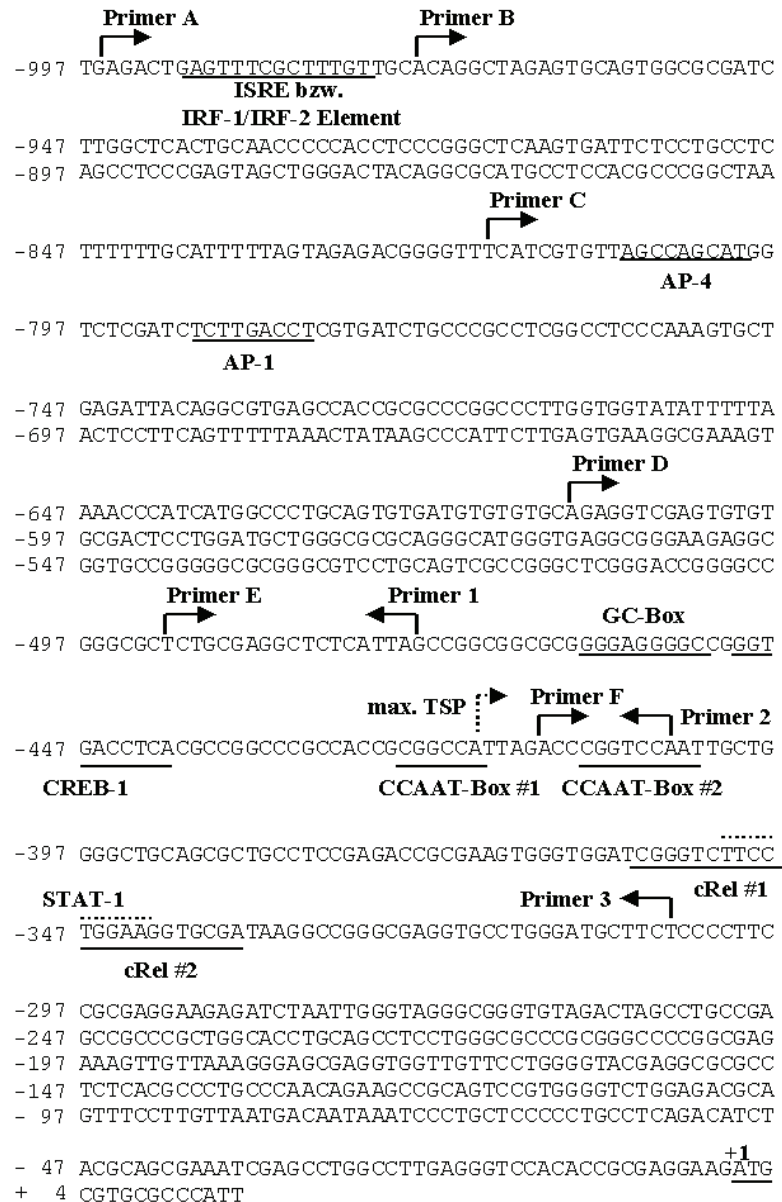 Primer A Primer B
-997 TGAGACTGAGTTTCGCTTTGTTGCACAGGCTAGAGTGCAGTGGCGCGATC
ISRE bzw.
IRF-1/IRF-2 Element
-947 TTGGCTCACTGCAACCCCCACCTCCCGGGCTCAAGTGATTCTCCTGCCTC
-897 AGCCTCCCGAGTAGCTGGGACTACAGGCGCATGCCTCCACGCCCGGCTAA
Primer C
-847 TTTTTTGCATTTTTAGTAGAGACGGGGTTTCATCGTGTTAGCCAGCATGG
AP-4
-797 TCTCGATCTCTTGACCTCGTGATCTGCCCGCCTCGGCCTCCCAAAGTGCT
AP-1
-747 GAGATTACAGGCGTGAGCCACCGCGCCCGGCCCTTGGTGGTATATTTTTA
-697 ACTCCTTCAGTTTTTAAACTATAAGCCCATTCTTGAGTGAAGGCGAAAGT
Primer D
-647 AAACCCATCATGGCCCTGCAGTGTGATGTGTGTGCAGAGGTCGAGTGTGT
-597 GCGACTCCTGGATGCTGGGCGCGCAGGGCATGGGTGAGGCGGGAAGAGGC
-547 GGTGCCGGGGGCGCGGGCGTCCTGCAGTCGCCGGGCTCGGGACCGGGGCC
Primer E Primer 1 GC-Box
-497 GGGCGCTCTGCGAGGCTCTCATTAGCCGGCGGCGCGGGGAGGGGCCGGGT
max. TSP Primer F Primer 2
-447 GACCTCACGCCGGCCCGCCACCGCGGCCATTAGACCCGGTCCAATTGCTG
CREB-1 CCAAT-Box #1 CCAAT-Box #2
-397 GGGCTGCAGCGCTGCCTCCGAGACCGCGAAGTGGGTGGATCGGGTCTTCC
cRel #1
STAT-1 Primer 3
-347 TGGAAGGTGCGATAAGGCCGGGCGAGGTGCCTGGGATGCTTCTCCCCTTC
cRel #2
-297 CGCGAGGAAGAGATCTAATTGGGTAGGGCGGGTGTAGACTAGCCTGCCGA
-247 GCCGCCCGCTGGCACCTGCAGCCTCCTGGGCGCCCGCGGGCCCCGGCGAG
-197 AAAGTTGTTAAAGGGAGCGAGGTGGTTGTTCCTGGGGTACGAGGCGCGCC
-147 TCTCACGCCCTGCCCAACAGAAGCCGCAGTCCGTGGGGTCTGGAGACGCA
- 97 GTTTCCTTGTTAATGACAATAAATCCCTGCTCCCCCTGCCTCAGACATCT
+1
- 47 ACGCAGCGAAATCGAGCCTGGCCTTGAGGGTCCACACCGCGAGGAAGATG
+ 4 CGTGCGCCCATT